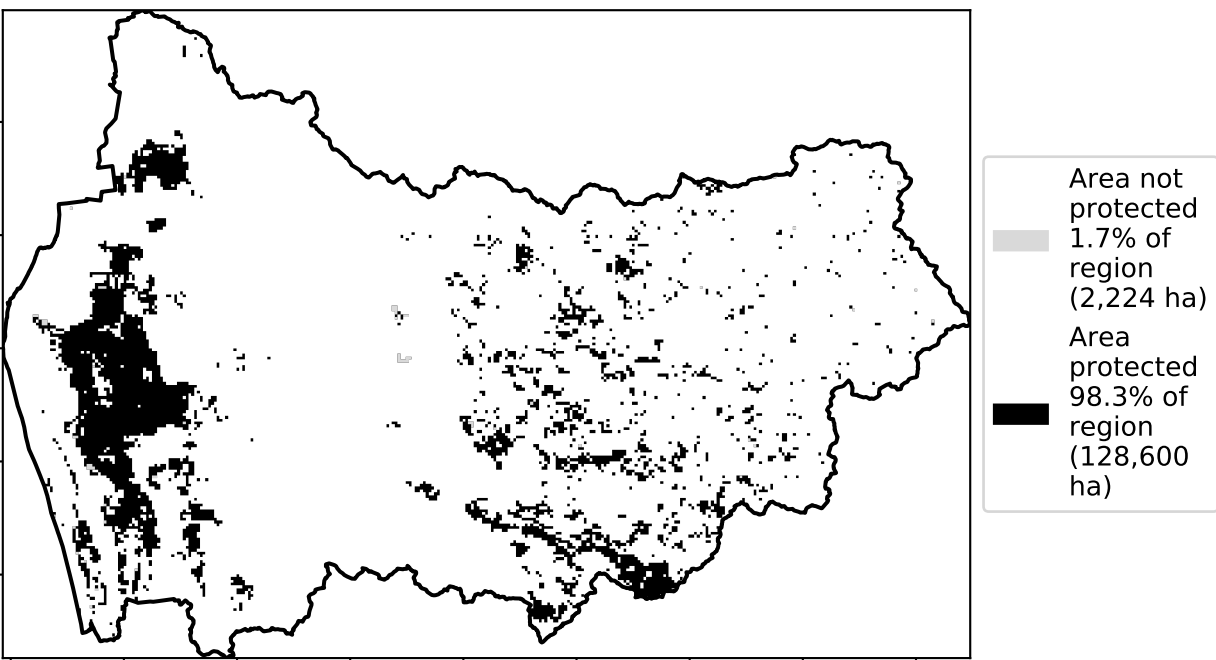 Area not
protected
1.7% of
region
(2,224 ha)
Area
protected
98.3% of
region
(128,600
ha)